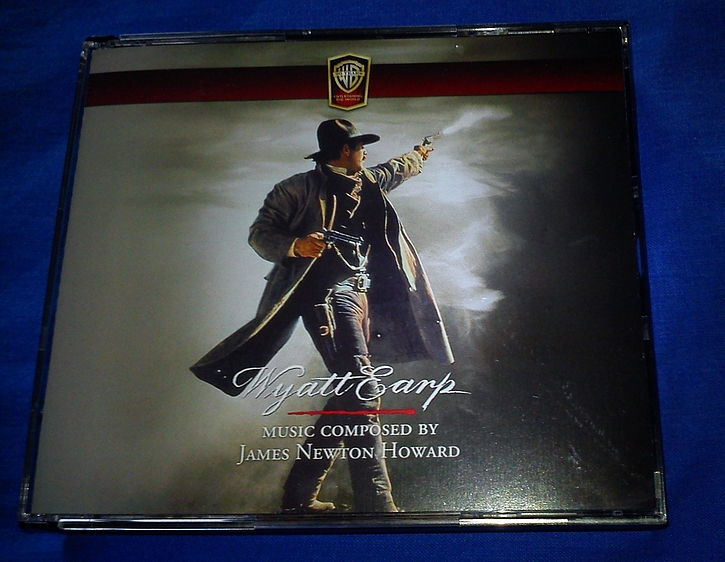 Wyatt Earp
MUSIC COMPOSED BY
JAMES NEWTON HOWARD